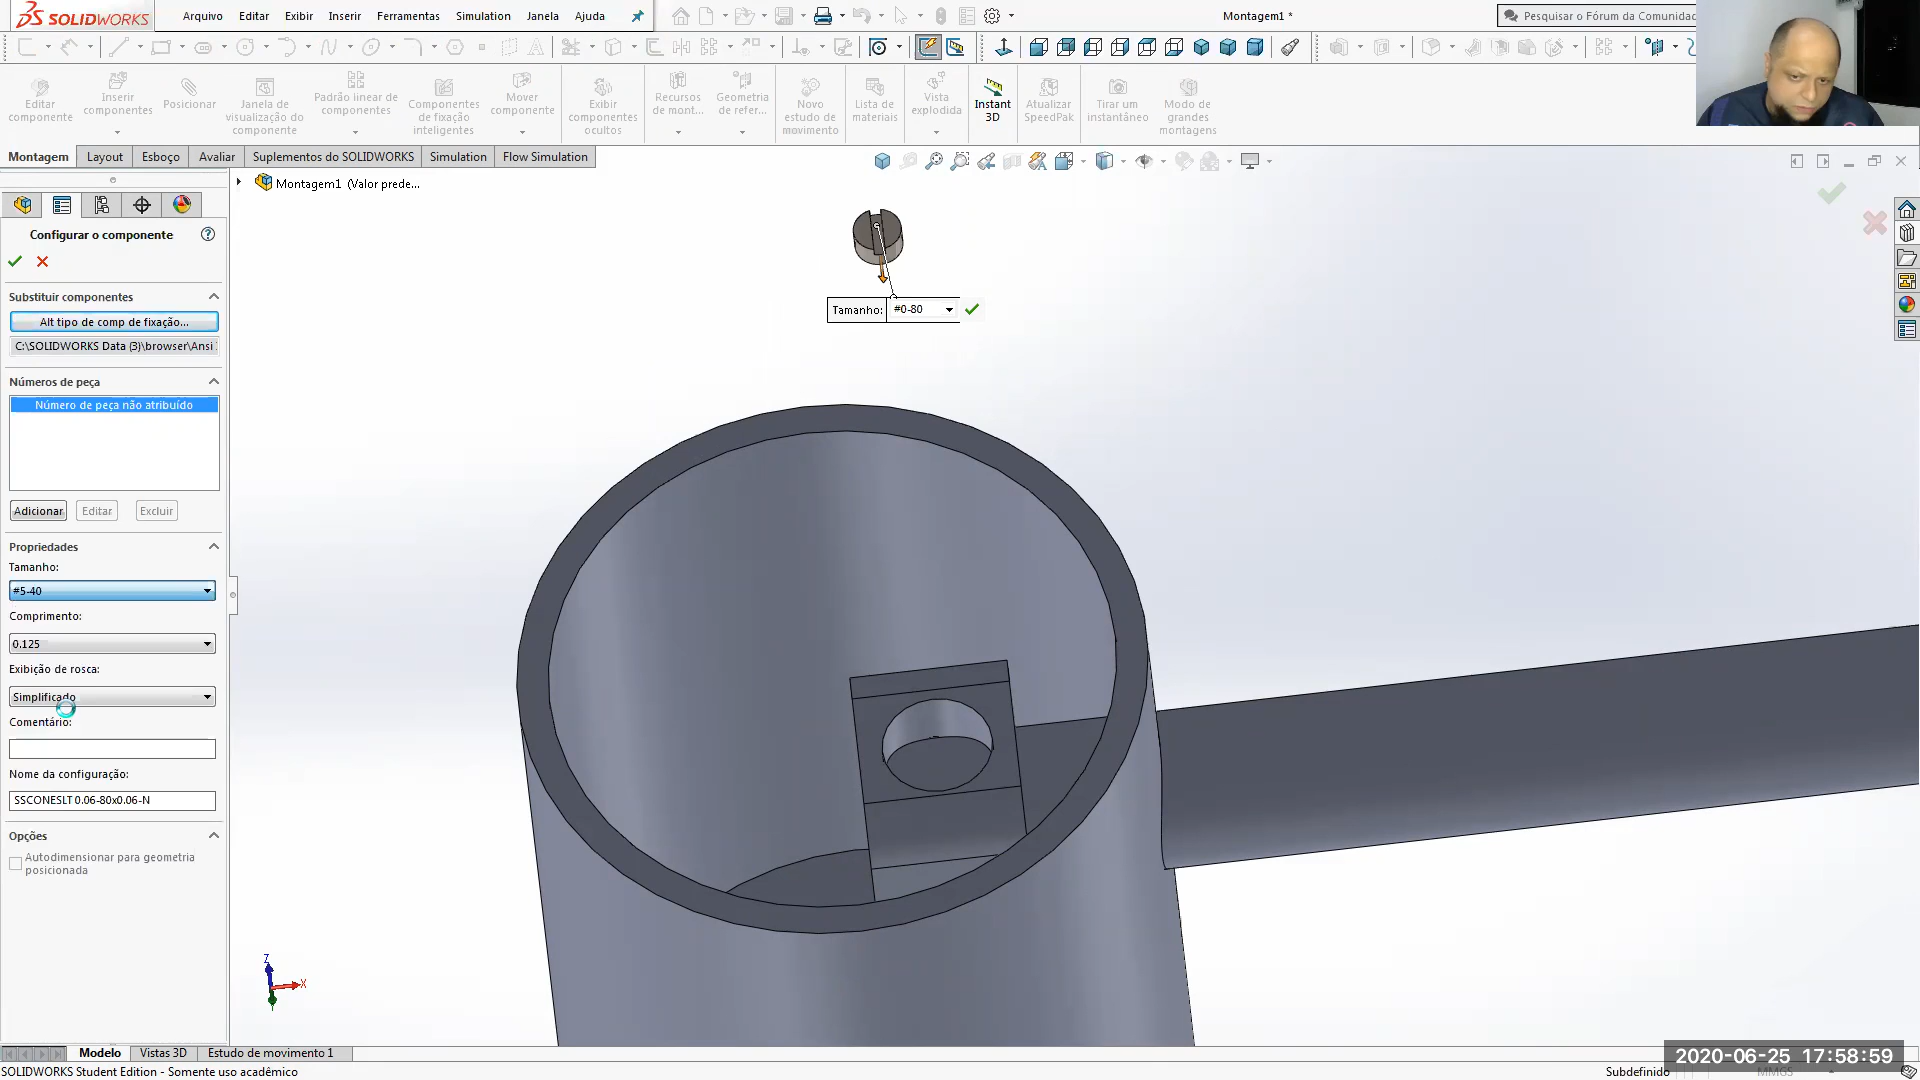 SOLIDWORKS
Arquivo Editar Exibir Inserir Ferramentas Simulation Janela Ajuda
Montagem1 *
Pesquisar o Fórum da Comunidac
Editar componente
Inserir componentes
Posicionar
Janela de visualização do componente
Padrão linear de componentes
Componentes de fixação inteligentes
Mover componente
Exibir componentes ocultos
Recursos de mont...
Geometria de refer...
Novo estudo de movimento
Lista de materiais
Vista explodida
Instant 3D
Atualizar SpeedPak
Tirar um instantâneo
Modo de grandes montagens
Montagem Layout Esboço Avaliar Suplementos do SOLIDWORKS Simulation Flow Simulation
Montagem1 (Valor prede...
Configurar o componente
Substituir componentes
Alt tipo de comp de fixação...
C:\SOLIDWORKS Data (3)\browser\Ansi
Números de peça
Número de peça não atribuído
Adicionar Editar Excluir
Propriedades
Tamanho:
#5-40
Comprimento:
0.125
Exibição de rosca:
Simplificado
Comentário:
Nome da configuração:
SSCONESLT 0.06-80x0.06-N
Opções
Autodimensionar para geometria
posicionada
Tamanho: #0-80
Z
X
Modelo Vistas 3D Estudo de movimento 1
SOLIDWORKS Student Edition - Somente uso acadêmico
Subdefinido
MMGS
2020-06-25 17:58:59